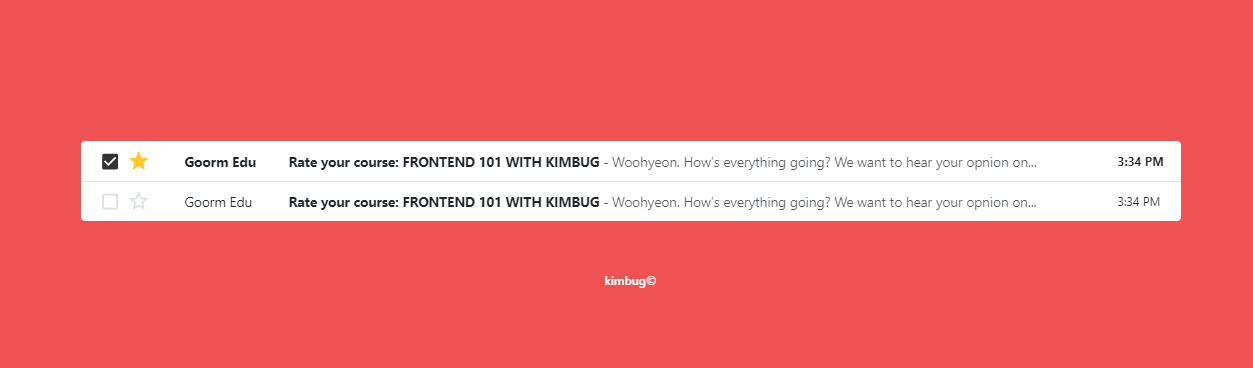 Goorm Edu Rate your course: FRONTEND 101 WITH KIMBUG - Woohyeon. How's everything going? We want to hear your opnion on... 3:34 PM
Goorm Edu Rate your course: FRONTEND 101 WITH KIMBUG - Woohyeon. How's everything going? We want to hear your opnion on... 3:34 PM
kimbug©